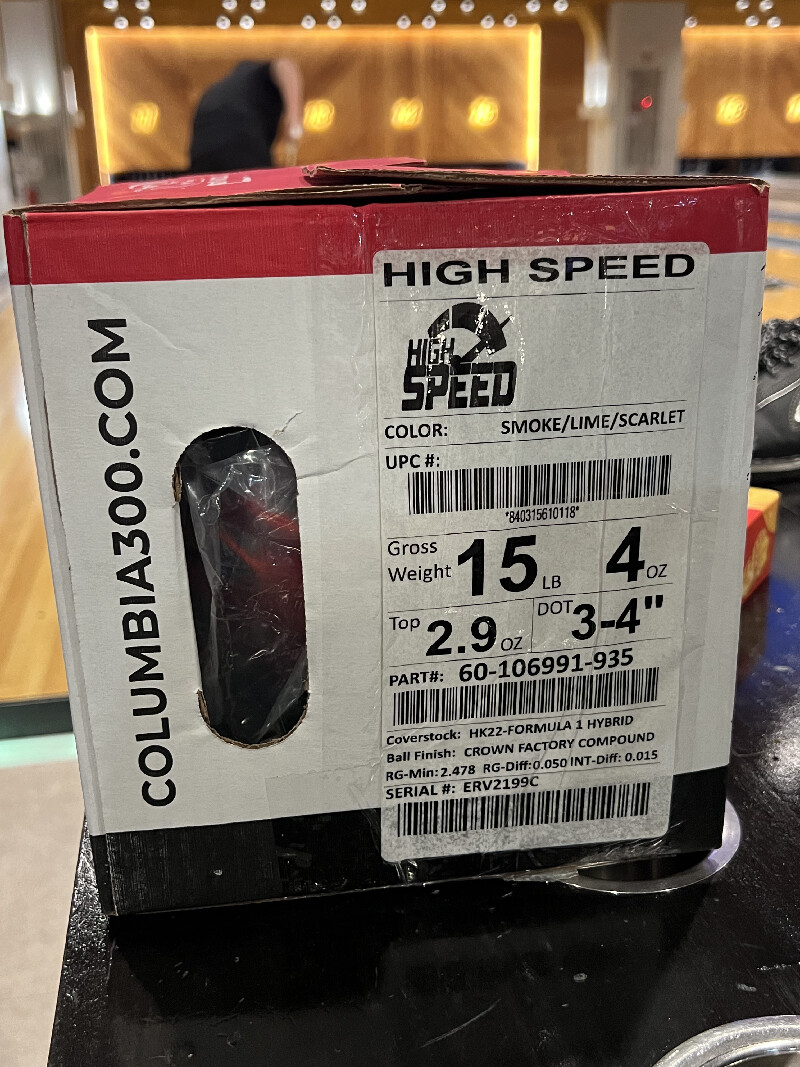 COLUMBIA300.COM
HIGH SPEED
HIGH
SPEED
COLOR: SMOKE/LIME/SCARLET
UPC #:
*840315610118*
Gross Weight 15 LB 4 OZ
Top 2.9 OZ DOT 3-4"
PART#: 60-106991-935
Coverstock: HK22-FORMULA 1 HYBRID
Ball Finish: CROWN FACTORY COMPOUND
RG-Min: 2.478 RG-Diff: 0.050 INT-Diff: 0.015
SERIAL #: ERV2199C